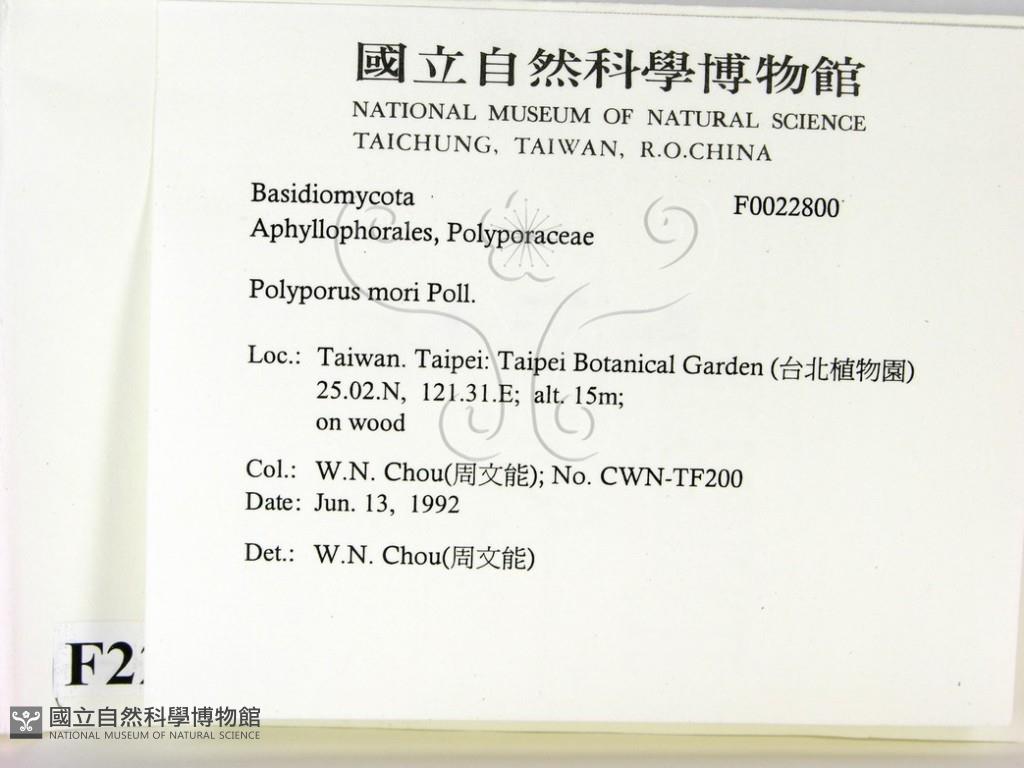 國立自然科學博物館
NATIONAL MUSEUM OF NATURAL SCIENCE
TAICHUNG, TAIWAN, R.O.CHINA
Basidiomycota F0022800
Aphyllophorales, Polyporaceae
Polyporus mori Poll.
Loc.: Taiwan. Taipei: Taipei Botanical Garden (台北植物園)
25.02.N, 121.31.E; alt. 15m;
on wood
Col.: W.N. Chou(周文能); No. CWN-TF200
Date: Jun. 13, 1992
Det.: W.N. Chou(周文能)
國立自然科學博物館
NATIONAL MUSEUM OF NATURAL SCIENCE